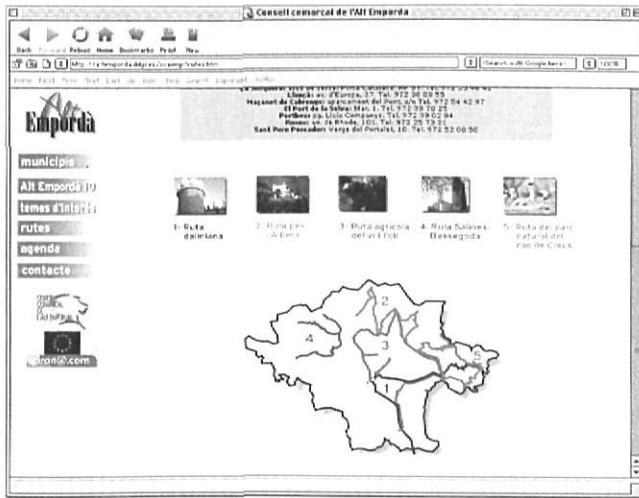 Consell comarcal de l'Alt Empordà
Back Forward Reload Home Bookmarks Print New
100%
Llançà: av. d'Europa, 37. Tel. 972 38 08 55
Maçanet de Cabrenys: aparcament del Pont, s/n Tel. 972 54 42 97
El Port de la Selva: Mar, 1. Tel. 972 38 70 25
Portbou: pg. Lluís Companys. Tel. 972 39 02 84
Roses: av. de Rhode, 101. Tel. 972 25 73 31
Sant Pere Pescador: Verge del Portalet, 10. Tel. 972 52 00 50
Alt
Empordà
municipis
Alt Empordà
temes d'interès
rutes
agenda
contacte
1- Ruta
daliniana
2- Ruta per
l'Albera
3- Ruta agrícola
del vi i l'oli
4- Ruta Salines-
Bassegoda
5- Ruta del parc
natural del
cap de Creus
2
4
3
5
1